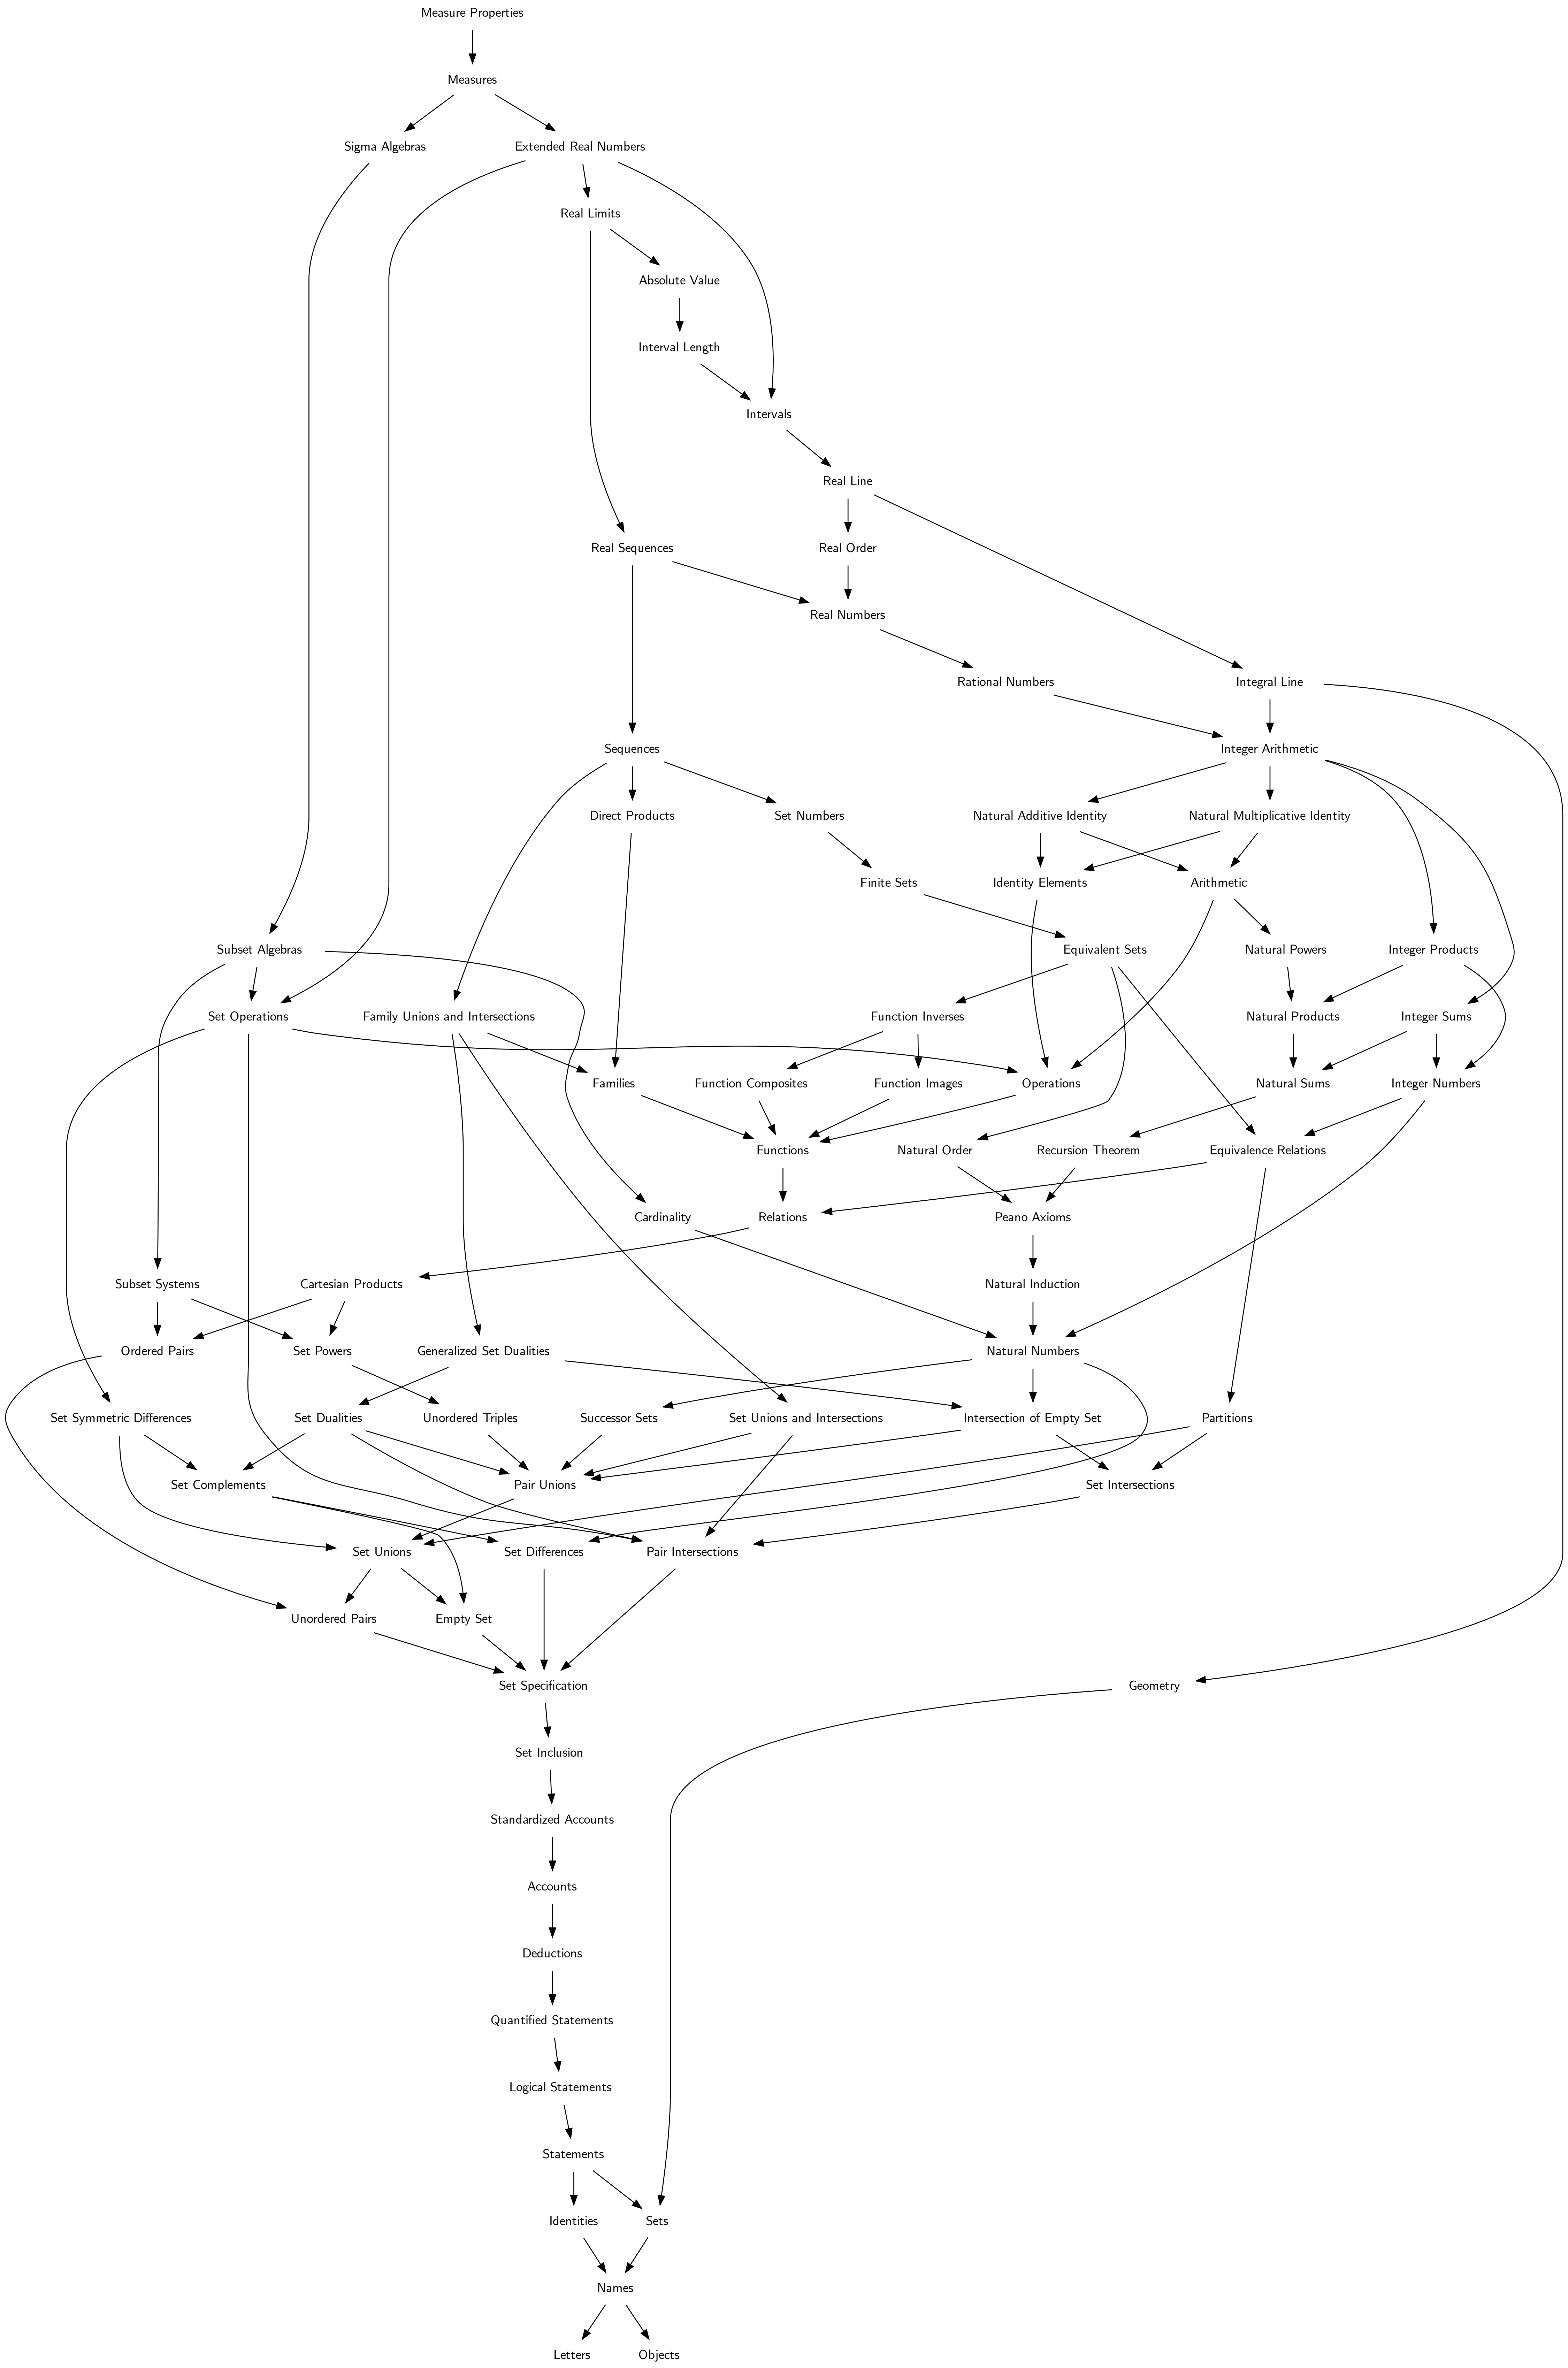 Measure Properties
Measures
Sigma Algebras
Extended Real Numbers
Real Limits
Absolute Value
Interval Length
Intervals
Real Line
Real Sequences
Real Order
Real Numbers
Rational Numbers
Integral Line
Sequences
Integer Arithmetic
Direct Products
Set Numbers
Natural Additive Identity
Natural Multiplicative Identity
Finite Sets
Identity Elements
Arithmetic
Subset Algebras
Equivalent Sets
Natural Powers
Integer Products
Set Operations
Family Unions and Intersections
Function Inverses
Natural Products
Integer Sums
Families
Function Composites
Function Images
Operations
Natural Sums
Integer Numbers
Functions
Natural Order
Recursion Theorem
Equivalence Relations
Cardinality
Relations
Peano Axioms
Subset Systems
Cartesian Products
Natural Induction
Ordered Pairs
Set Powers
Generalized Set Dualities
Natural Numbers
Set Symmetric Differences
Set Dualities
Unordered Triples
Successor Sets
Set Unions and Intersections
Intersection of Empty Set
Partitions
Set Complements
Pair Unions
Set Intersections
Set Unions
Set Differences
Pair Intersections
Unordered Pairs
Empty Set
Set Specification
Geometry
Set Inclusion
Standardized Accounts
Accounts
Deductions
Quantified Statements
Logical Statements
Statements
Identities
Sets
Names
Letters
Objects